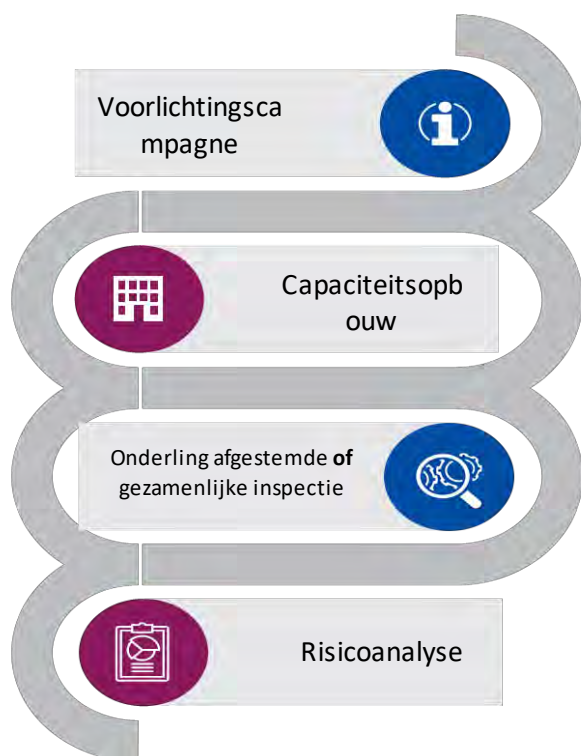 Voorlichtingsca
mpagne
Capaciteitsopb
ouw
Onderling afgestemde of
gezamenlijke inspectie
Risicoanalyse